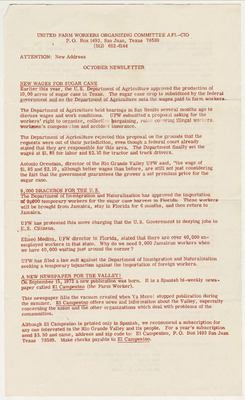 UNITED FARM WORKERS ORGANIZING COMMITTEE AFL-CIO
P.O. Box 1493, San Juan, Texas 78589
(512)
ATTENTION: New Address
OCTOBER NEWSLETTER
NEW WAGES FOR SUGAR CANE
Earlier this year, the U.S. Department of Agriculture approved the production of
acres of sugar cane in Texas. The sugar cane crop is subsidized by the federal
government and so the Department of Agriculture sets the wages paid to farm workers.
The Department of Agriculture held hearings in San Benito several months ago to
discuss wages and work conditions. UFW submitted a proposal asking for the
workers' right to organize, collective bargaining, rules covering illegal workers,
workmen's compensation and accident insurance.
The Department of Agriculture rejected this proposal on the grounds that the
requests were out of their jurisdiction, even though a federal court already
stated that they are responsible for this area. The Department finally set the
wages at $1.85 for labor and $2.10 for tractor and truck drivers.
Antonio Orendain, director of the Rio Grande Valley UFW said, "the wage of
$1.85 and $2.10, although better wages than before, are still not just considering
the fact that the government guarantees the grower a set premium price for the
sugar cane.
BRACEROS FOR THE U.S.
The Department of Immigration and Naturalization has approved the importation
of temporary workers for the sugar cane harvest in Florida. These workers
will be brought from Jamaica, stay in Florida for 6 months, and then return to
Jamaica.
UFW has protested this move charging that the U.S. Government is denying jobs to
U.S. Citizens.
Eliseo Medina, UFW director in Florida, stated that there are over 40,000 un-
employed workers in that state. Why do we need 9,000 Jamaican workers when
we have 40,000 waiting just around the corner?
UFW has filed a law suit against the Department of Immigration and Naturalization
seeking a temporary injunction against the importation of foreign workers.
A NEW NEWSPAPER FOR THE VALLEY!
On September 15, 1972 a new publication was born. It is a Spanish bi-weekly news-
paper called El Campesino (the Farm Worker).
This newspaper fills the vacuum created when Ya Mero! stopped publication during
the summer. El Campesino offers news and information about the Valley, especially
concerning the union and the other organizations which deal with problems of the
communities.
Although El Campesino is printed only in Spanish, we recommend a subscription for
any one interested in the Rio Grande Valley and its people. For a year's subscription
send $3.50 and name, address and zip code to: El Campesino, P.O. Box 1493 San Juan
Texas 78589. Make checks payable to El Campesino.